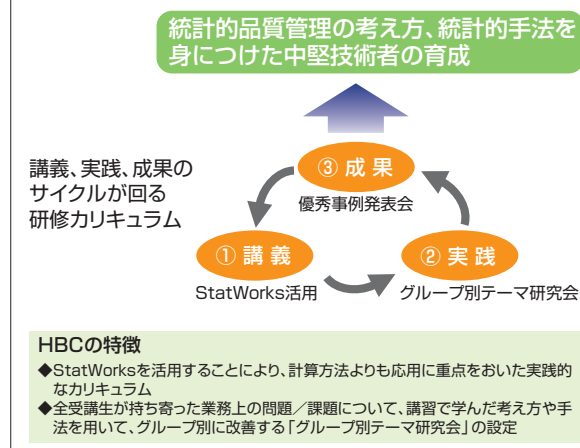 統計的品質管理の考え方、統計的手法を
身につけた中堅技術者の育成
講義、実践、成果の
サイクルが回る
研修カリキュラム
③ 成 果
優秀事例発表会
① 講 義
StatWorks活用
② 実 践
グループ別テーマ研究会
HBCの特徴
◆StatWorksを活用することにより、計算方法よりも応用に重点をおいた実践的
なカリキュラム
◆全受講生が持ち寄った業務上の問題／課題について、講習で学んだ考え方や手
法を用いて、グループ別に改善する「グループ別テーマ研究会」の設定